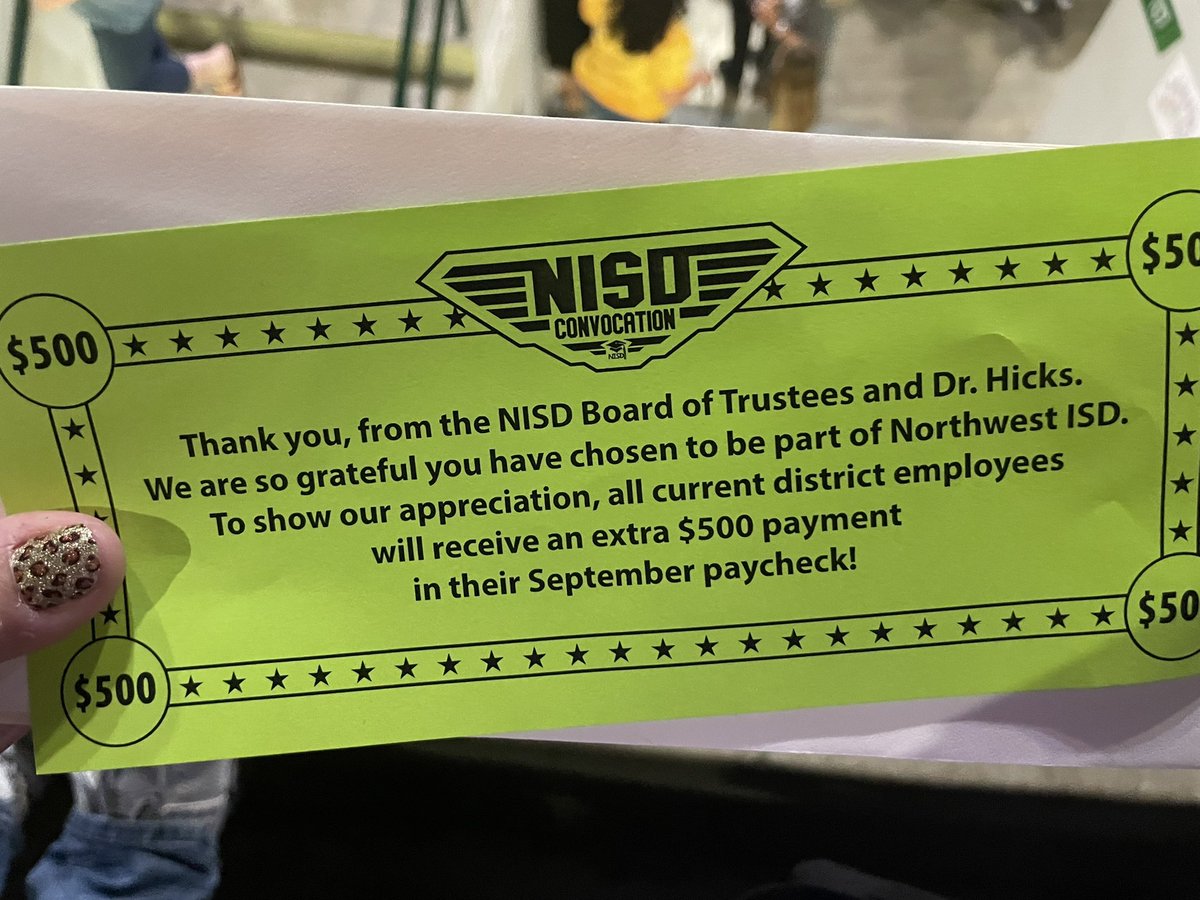 NISD
CONVOCATION
NISD
$500
$50
Thank you, from the NISD Board of Trustees and Dr. Hicks.
We are so grateful you have chosen to be part of Northwest ISD.
To show our appreciation, all current district employees
will receive an extra $500 payment
in their September paycheck!
$500
$50